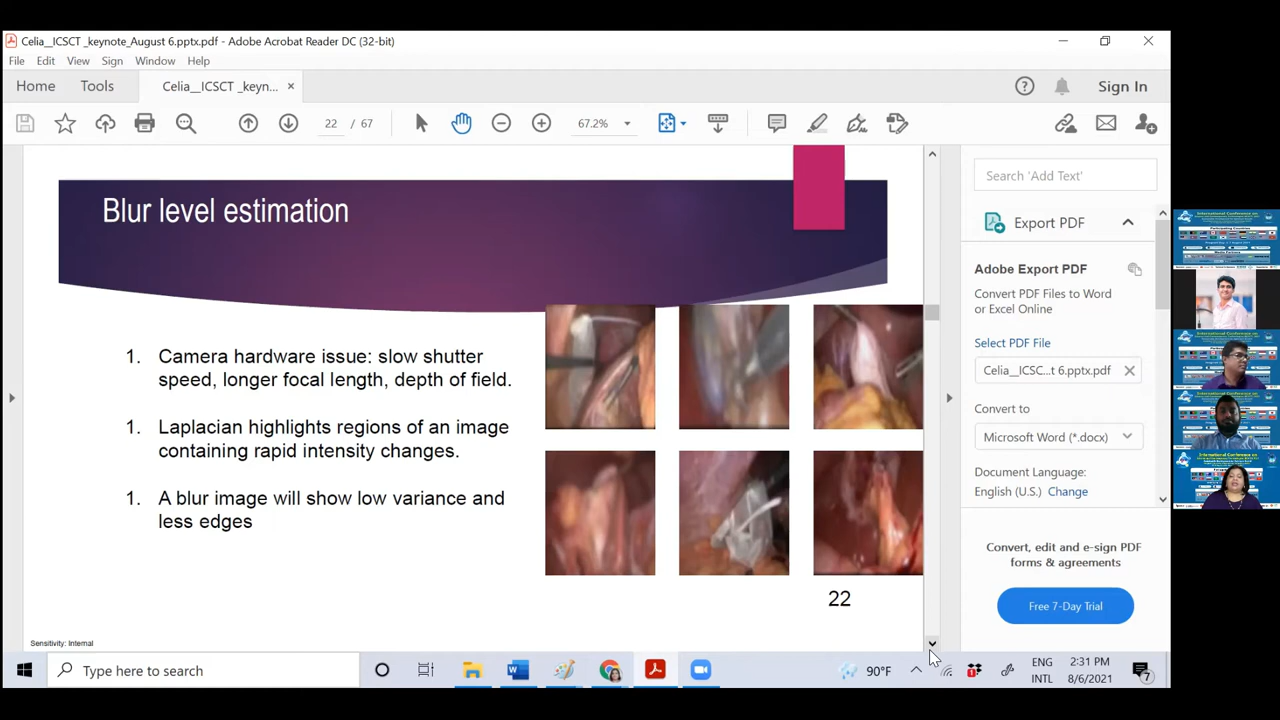 Celia__ICSCT _keynote_August 6.pptx.pdf - Adobe Acrobat Reader DC (32-bit)
File Edit View Sign Window Help
Home Tools Celia__ICSCT _keyn... Sign In
22 / 67 67.2%
Blur level estimation
1. Camera hardware issue: slow shutter
speed, longer focal length, depth of field.
1. Laplacian highlights regions of an image
containing rapid intensity changes.
1. A blur image will show low variance and
less edges
22
Sensitivity: Internal
Search 'Add Text'
Export PDF
Adobe Export PDF
Convert PDF Files to Word
or Excel Online
Select PDF File
Celia__ICSC...t 6.pptx.pdf
Convert to
Microsoft Word (*.docx)
Document Language:
English (U.S.) Change
Convert, edit and e-sign PDF
forms & agreements
Free 7-Day Trial
International Conference on
Type here to search
90°F
ENG
INTL
2:31 PM
8/6/2021
7